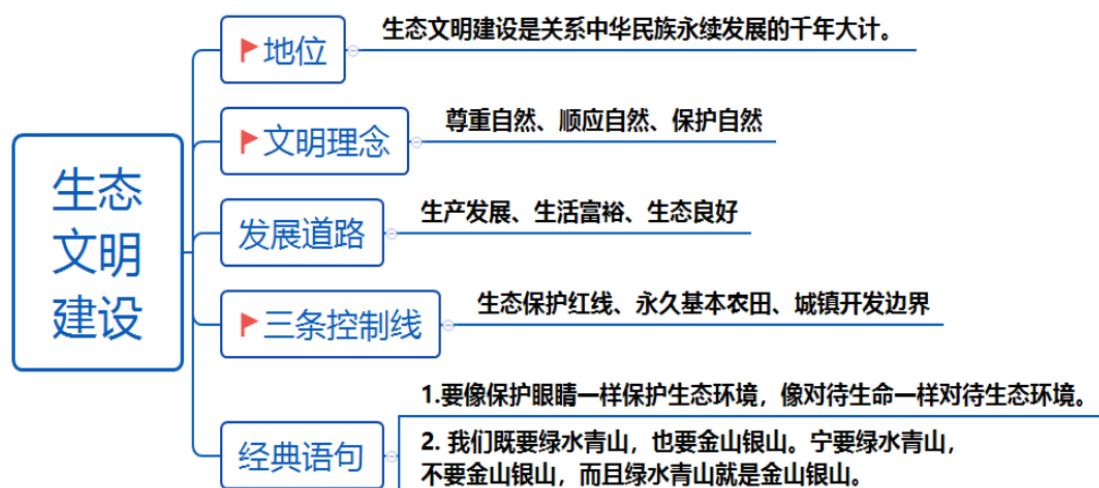 生态
文明
建设
地位
生态文明建设是关系中华民族永续发展的千年大计。
文明理念
尊重自然、顺应自然、保护自然
发展道路
生产发展、生活富裕、生态良好
三条控制线
生态保护红线、永久基本农田、城镇开发边界
经典语句
1.要像保护眼睛一样保护生态环境，像对待生命一样对待生态环境。
2. 我们既要绿水青山，也要金山银山。宁要绿水青山，
不要金山银山，而且绿水青山就是金山银山。